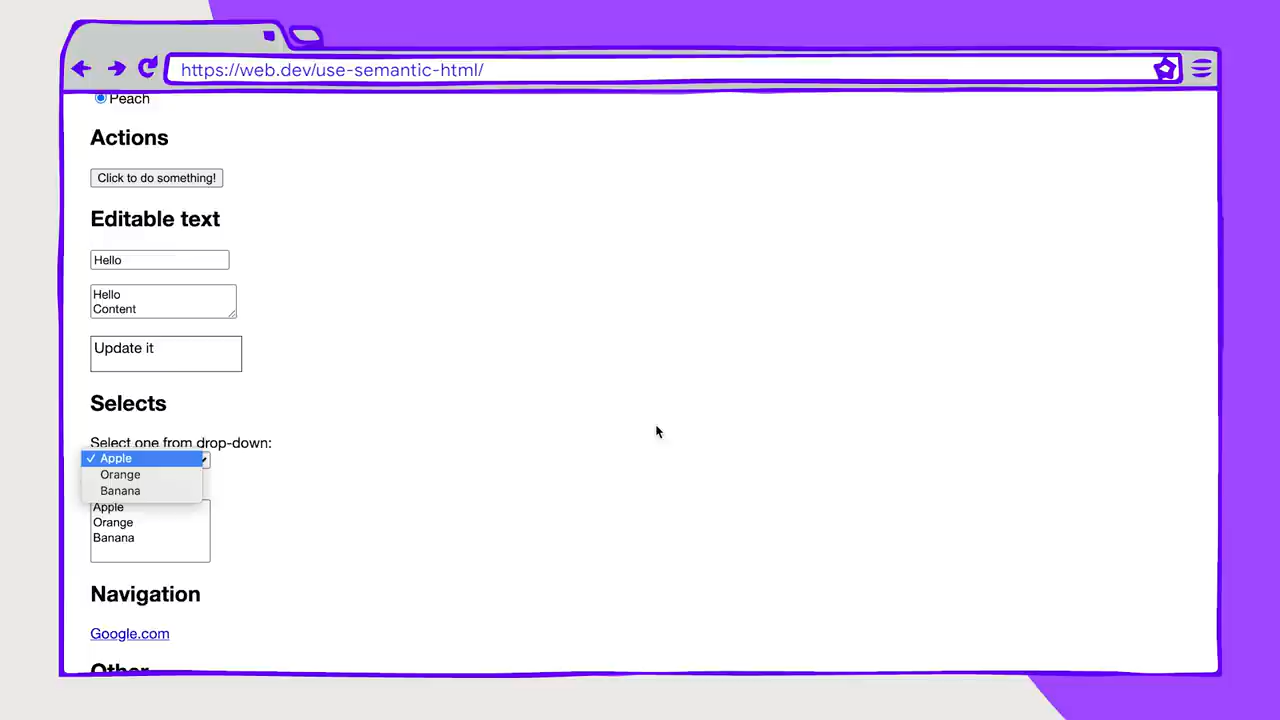 https://web.dev/use-semantic-html/
Peach
Actions
Click to do something!
Editable text
Hello
Hello
Content
Update it
Selects
Select one from drop-down:
✓ Apple
Orange
Banana
Apple
Orange
Banana
Navigation
Google.com
Other